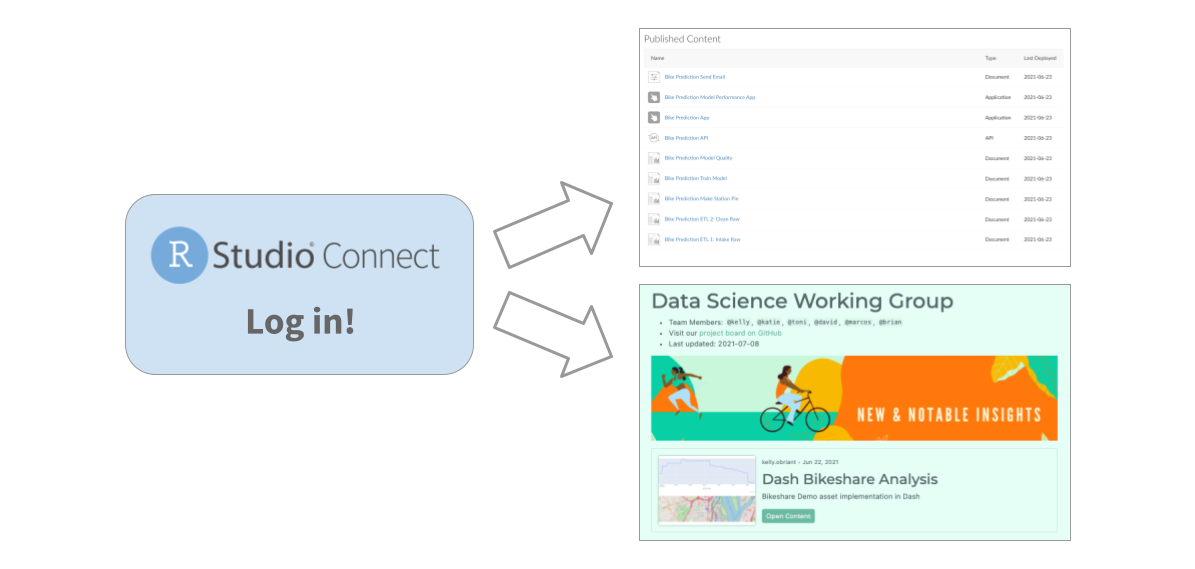 R Studio® Connect
Log in!
Published Content
Name Type Last Deployed
Bike Prediction Send Email Document 2021-06-23
Bike Prediction Model Performance App Application 2021-06-23
Bike Prediction App Application 2021-06-23
API Bike Prediction API API 2021-06-23
Bike Prediction Model Quality Document 2021-06-23
Bike Prediction Train Model Document 2021-06-23
Bike Prediction Make Station Pin Document 2021-06-23
Bike Prediction ETL 2: Clean Raw Document 2021-06-23
Bike Prediction ETL 1: Intake Raw Document 2021-06-23
Data Science Working Group
• Team Members: @kelly, @katie, @toni, @david, @marcos, @brian
• Visit our project board on GitHub
• Last updated: 2021-07-08
NEW & NOTABLE INSIGHTS
kelly.obriant - Jun 22, 2021
Dash Bikeshare Analysis
Bikeshare Demo asset implementation in Dash
Open Content